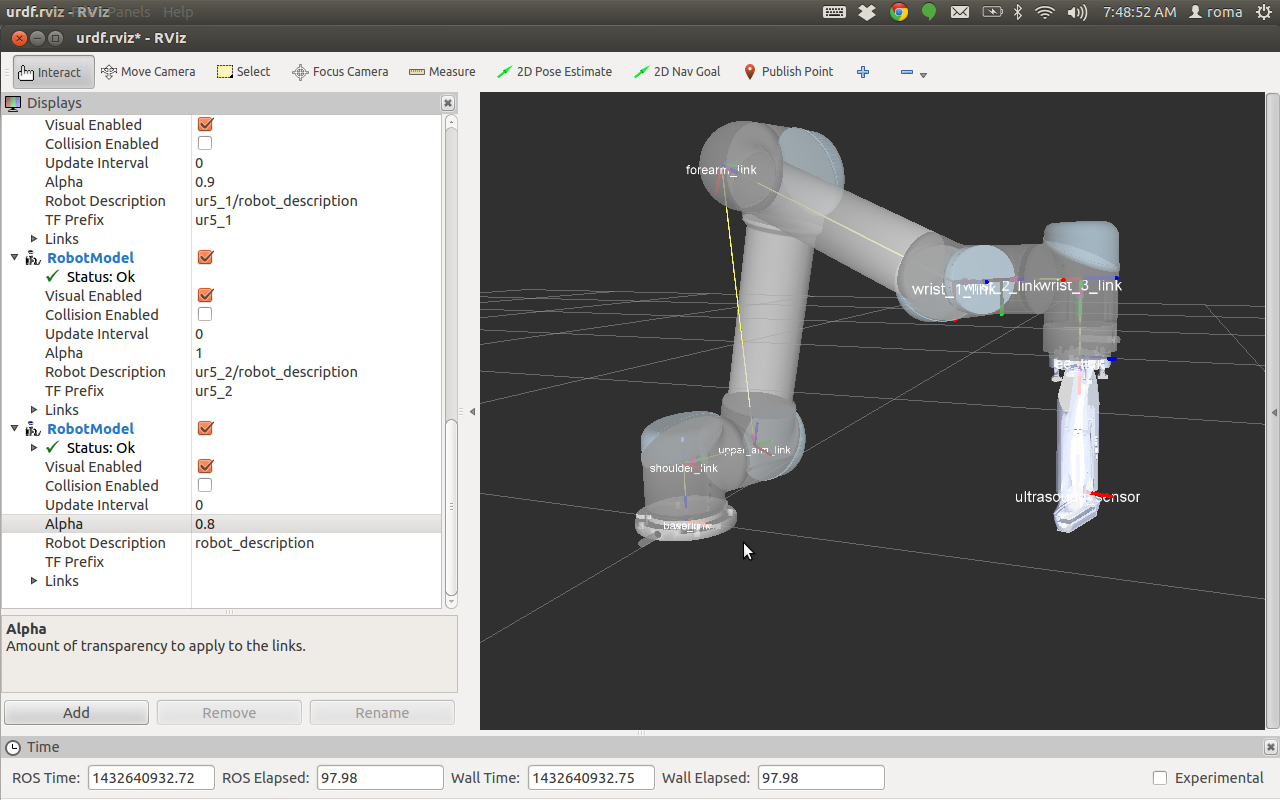 urdf.rviz - RViz Panels Help 7:48:52 AM roma
urdf.rviz* - RViz
Interact Move Camera Select Focus Camera Measure 2D Pose Estimate 2D Nav Goal Publish Point
Displays
Visual Enabled
Collision Enabled
Update Interval 0
Alpha 0.9
Robot Description ur5_1/robot_description
TF Prefix ur5_1
Links
RobotModel
Status: Ok
Visual Enabled
Collision Enabled
Update Interval 0
Alpha 1
Robot Description ur5_2/robot_description
TF Prefix ur5_2
Links
RobotModel
Status: Ok
Visual Enabled
Collision Enabled
Update Interval 0
Alpha 0.8
Robot Description robot_description
TF Prefix
Links
Alpha
Amount of transparency to apply to the links.
Add Remove Rename
forearm_link
wrist_1_link
2_link
wrist_3_link
upper_arm_link
shoulder_link
Time
ROS Time: 1432640932.72 ROS Elapsed: 97.98 Wall Time: 1432640932.75 Wall Elapsed: 97.98 Experimental